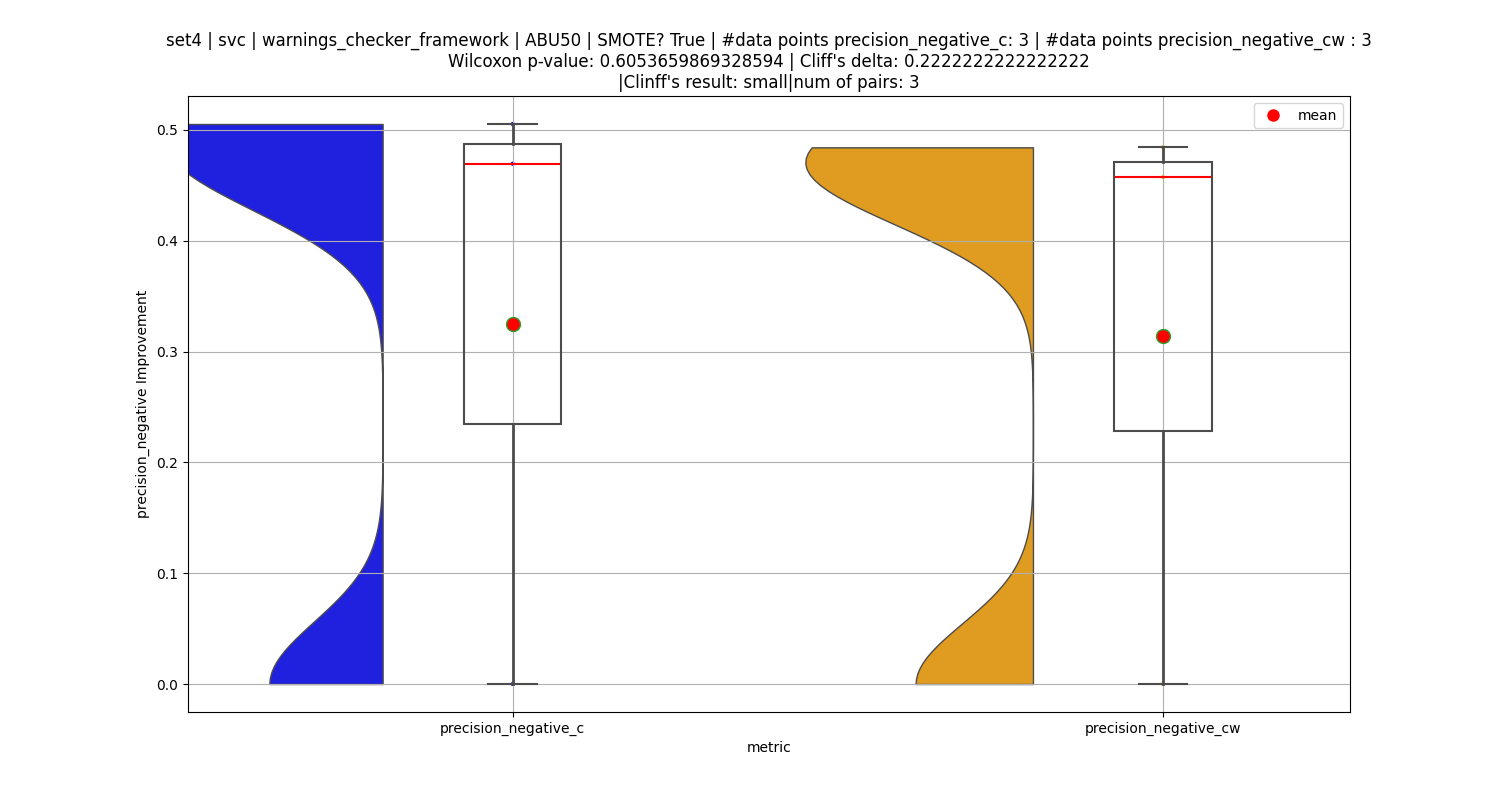 set4 | svc | warnings_checker_framework | ABU50 | SMOTE? True | #data points precision_negative_c: 3 | #data points precision_negative_cw : 3
Wilcoxon p-value: 0.6053659869328594 | Cliff's delta: 0.2222222222222222
|Clinff's result: small|num of pairs: 3
mean
0.5
0.4
0.3
0.2
0.1
0.0
precision_negative Improvement
precision_negative_c
precision_negative_cw
metric